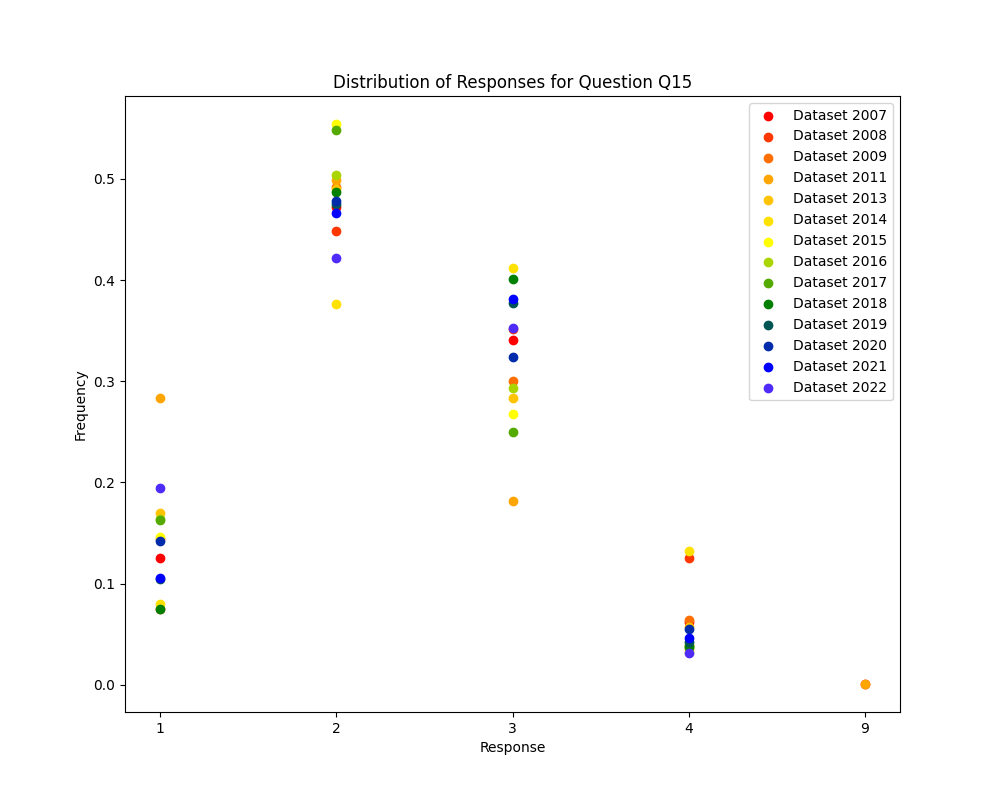 Distribution of Responses for Question Q15
Dataset 2007
Dataset 2008
Dataset 2009
Dataset 2011
Dataset 2013
Dataset 2014
Dataset 2015
Dataset 2016
Dataset 2017
Dataset 2018
Dataset 2019
Dataset 2020
Dataset 2021
Dataset 2022
0.5
0.4
0.3
0.2
0.1
0.0
Frequency
1 2 3 4 9
Response